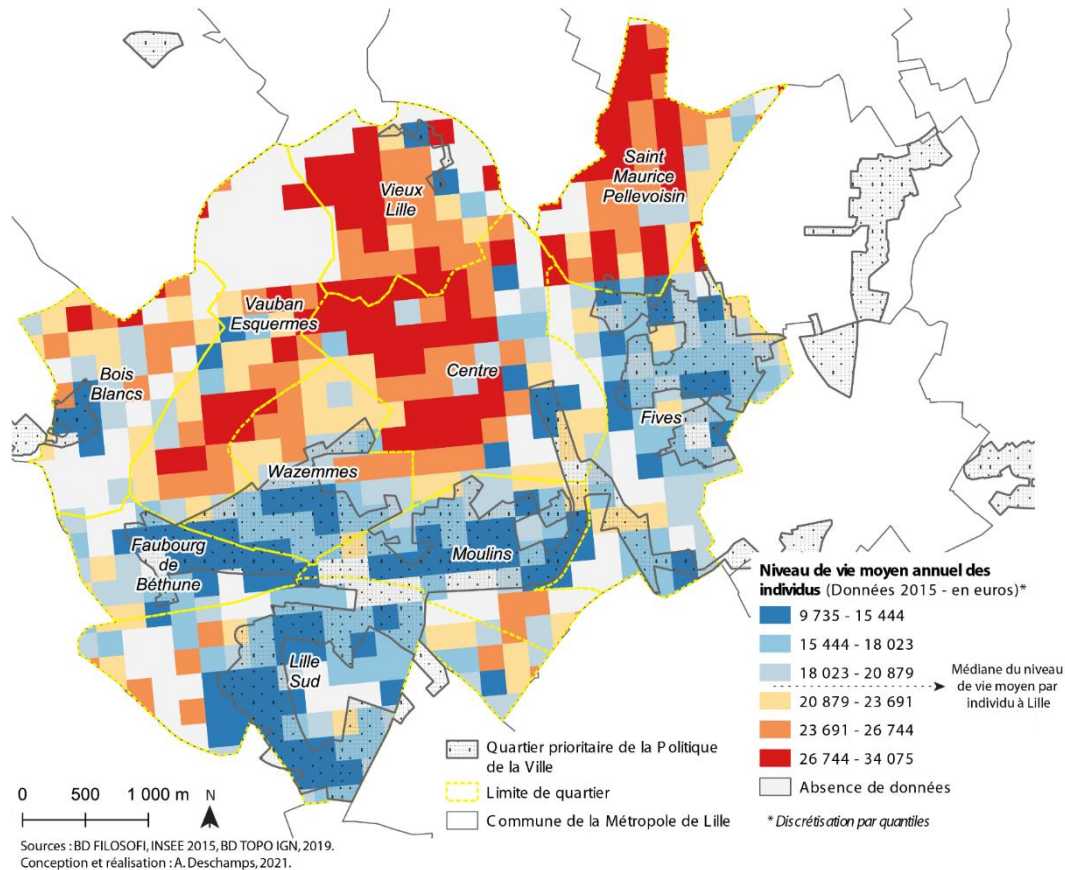 Saint
Maurice
Pellevoisin
Vieux
Lille
Vauban
Esquermes
Bois
Blancs
Centre
Fives
Wazemmes
Faubourg
de
Béthune
Moulins
Lille
Sud
Niveau de vie moyen annuel des
individus (Données 2015 - en euros)*
9 735 - 15 444
15 444 - 18 023
18 023 - 20 879
20 879 - 23 691
23 691 - 26 744
26 744 - 34 075
Absence de données
Médiane du niveau
de vie moyen par
individu à Lille
* Discrétisation par quantiles
Quartier prioritaire de la Politique
de la Ville
Limite de quartier
Commune de la Métropole de Lille
0 500 1 000 m N
Sources : BD FILOSOFI, INSEE 2015, BD TOPO IGN, 2019.
Conception et réalisation : A. Deschamps, 2021.